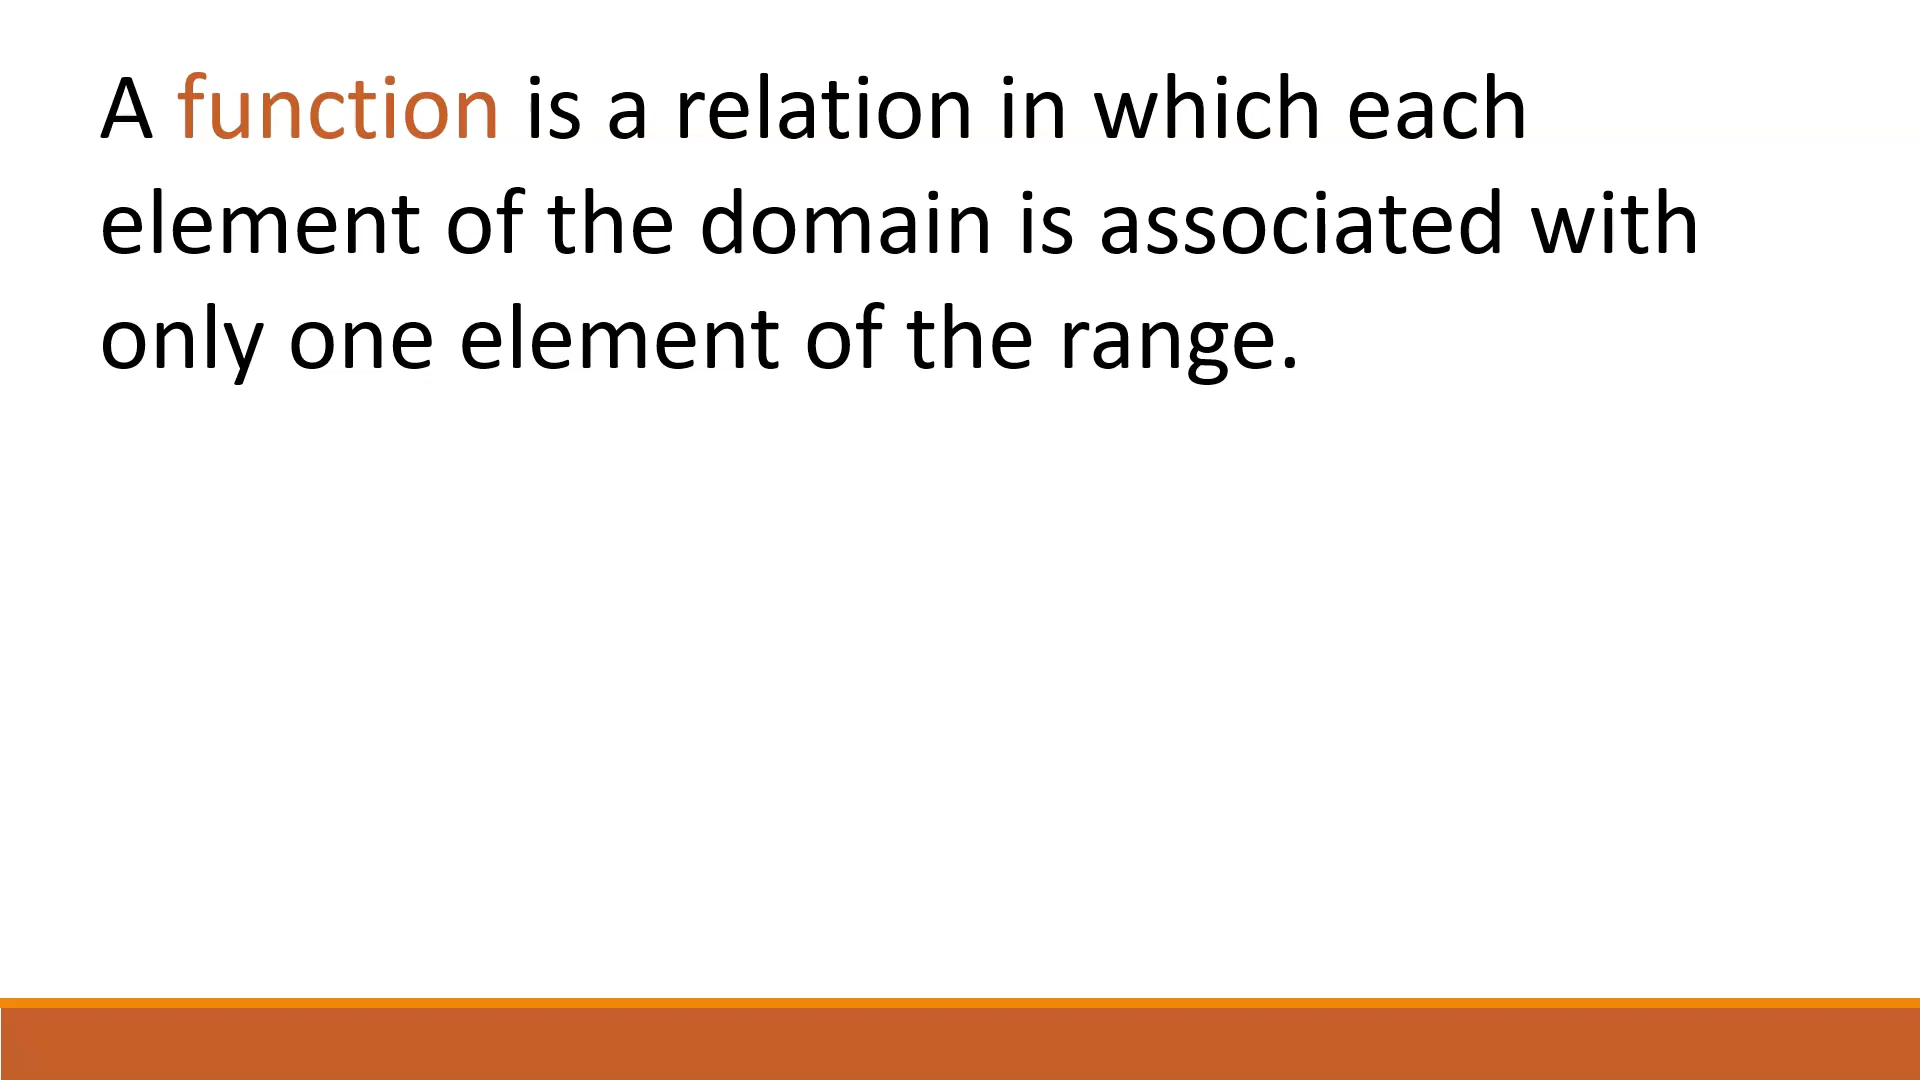 A function is a relation in which each
element of the domain is associated with
only one element of the range.